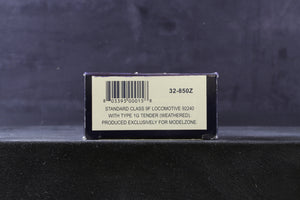 32-850Z
STANDARD CLASS 9F LOCOMOTIVE 92240
WITH TYPE 1G TENDER (WEATHERED).
PRODUCED EXCLUSIVELY FOR MODELZONE.